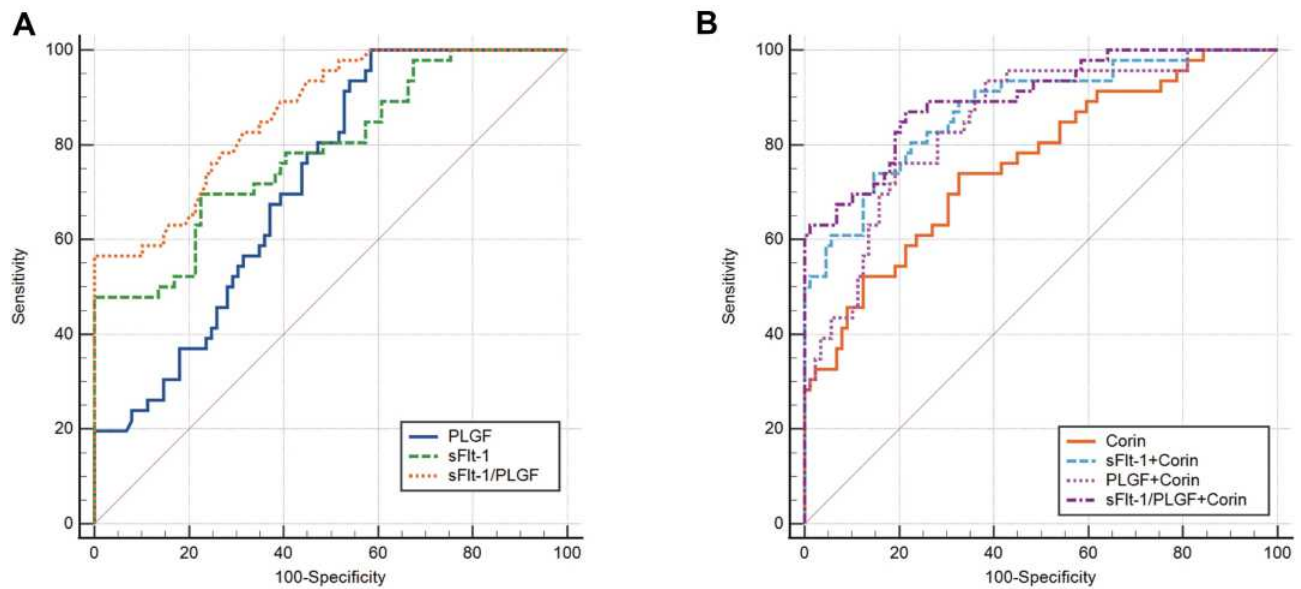 A
100
80
60
40
20
0
Sensitivity
PLGF
sFlt-1
sFlt-1/PLGF
0 20 40 60 80 100
100-Specificity
B
100
80
60
40
20
0
Sensitivity
Corin
sFlt-1+Corin
PLGF+Corin
sFlt-1/PLGF+Corin
0 20 40 60 80 100
100-Specificity